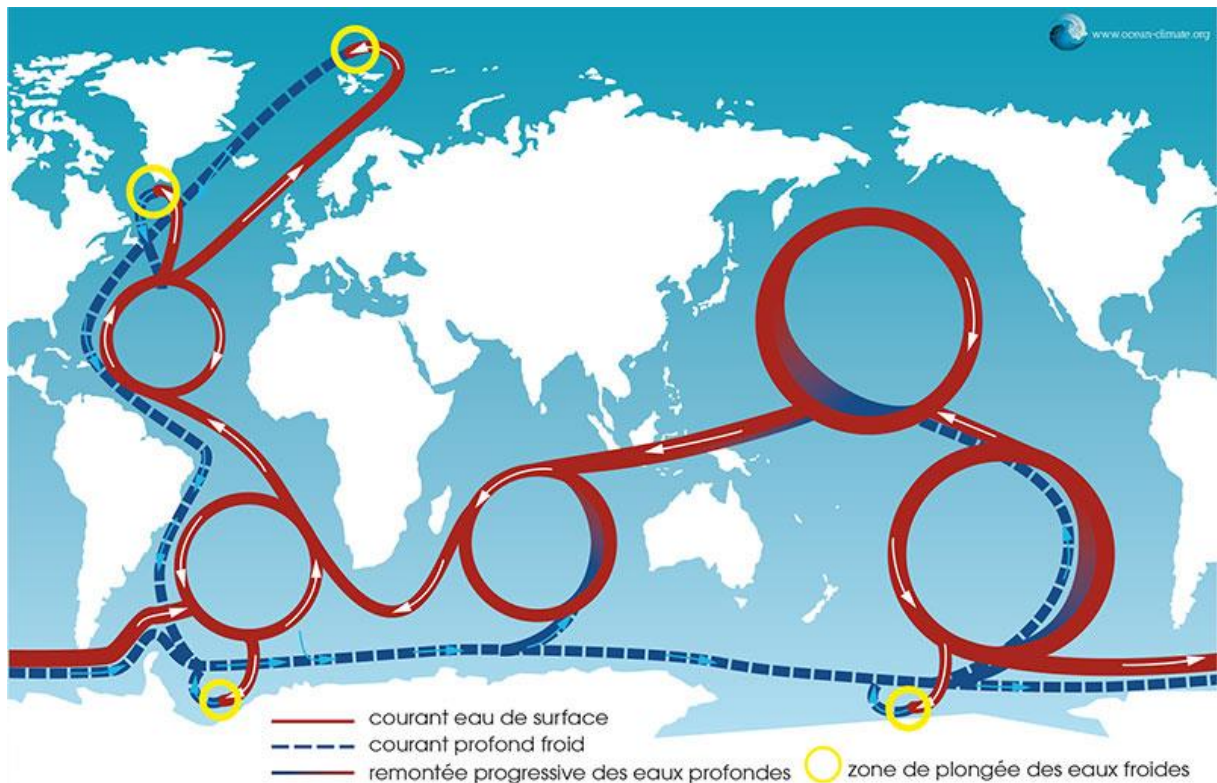 www.ocean-climate.org
courant eau de surface
courant profond froid
remontée progressive des eaux profondes
zone de plongée des eaux froides